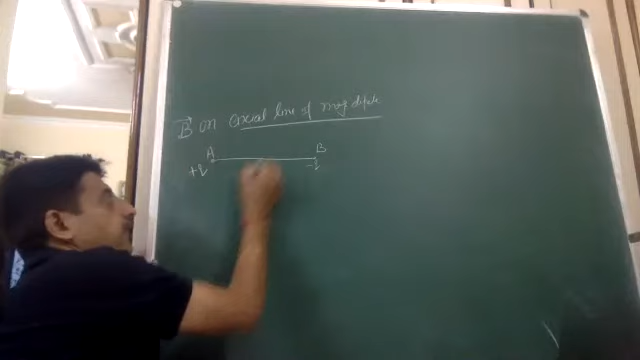 B⃗ on axial line of mag dipole
A B
+q -q